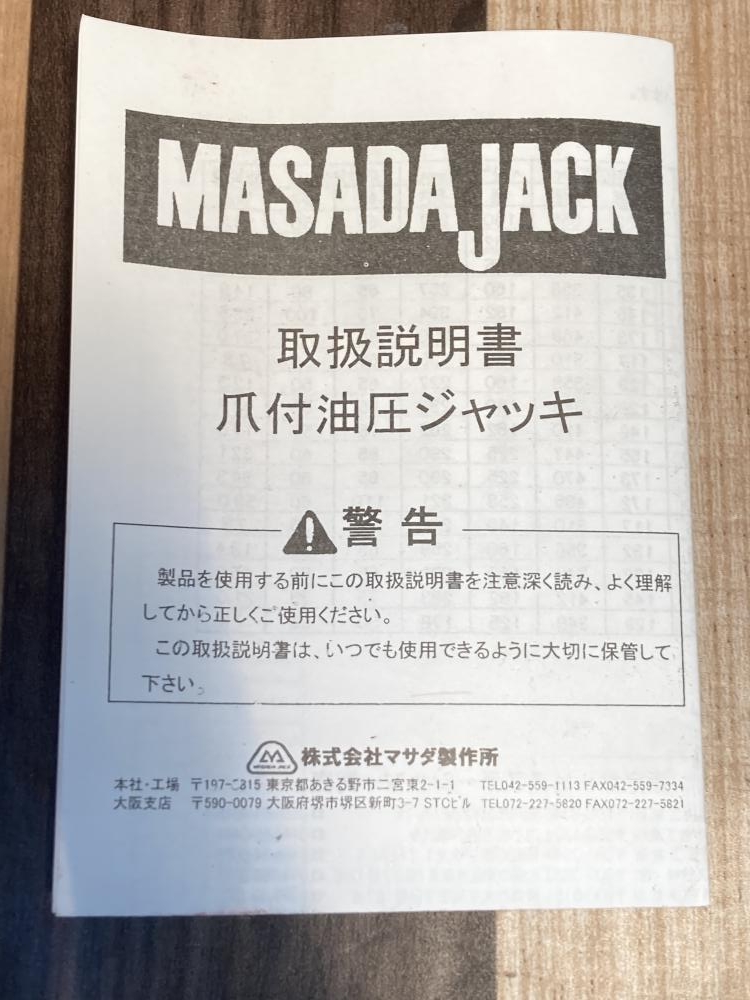 MASADA JACK
取扱説明書
爪付油圧ジャッキ
警告
製品を使用する前にこの取扱説明書を注意深く読み、よく理解
してから正しくご使用ください。
この取扱説明書は、いつでも使用できるように大切に保管して
下さい。
株式会社マサダ製作所
本社・工場 東京都あきる野市二宮東2-1-1 TEL042-559-1113 FAX042-559-7334
大阪支店 〒590-0079 大阪府堺市堺区新町3-7 STCビル TEL072-227-5820 FAX072-227-5821